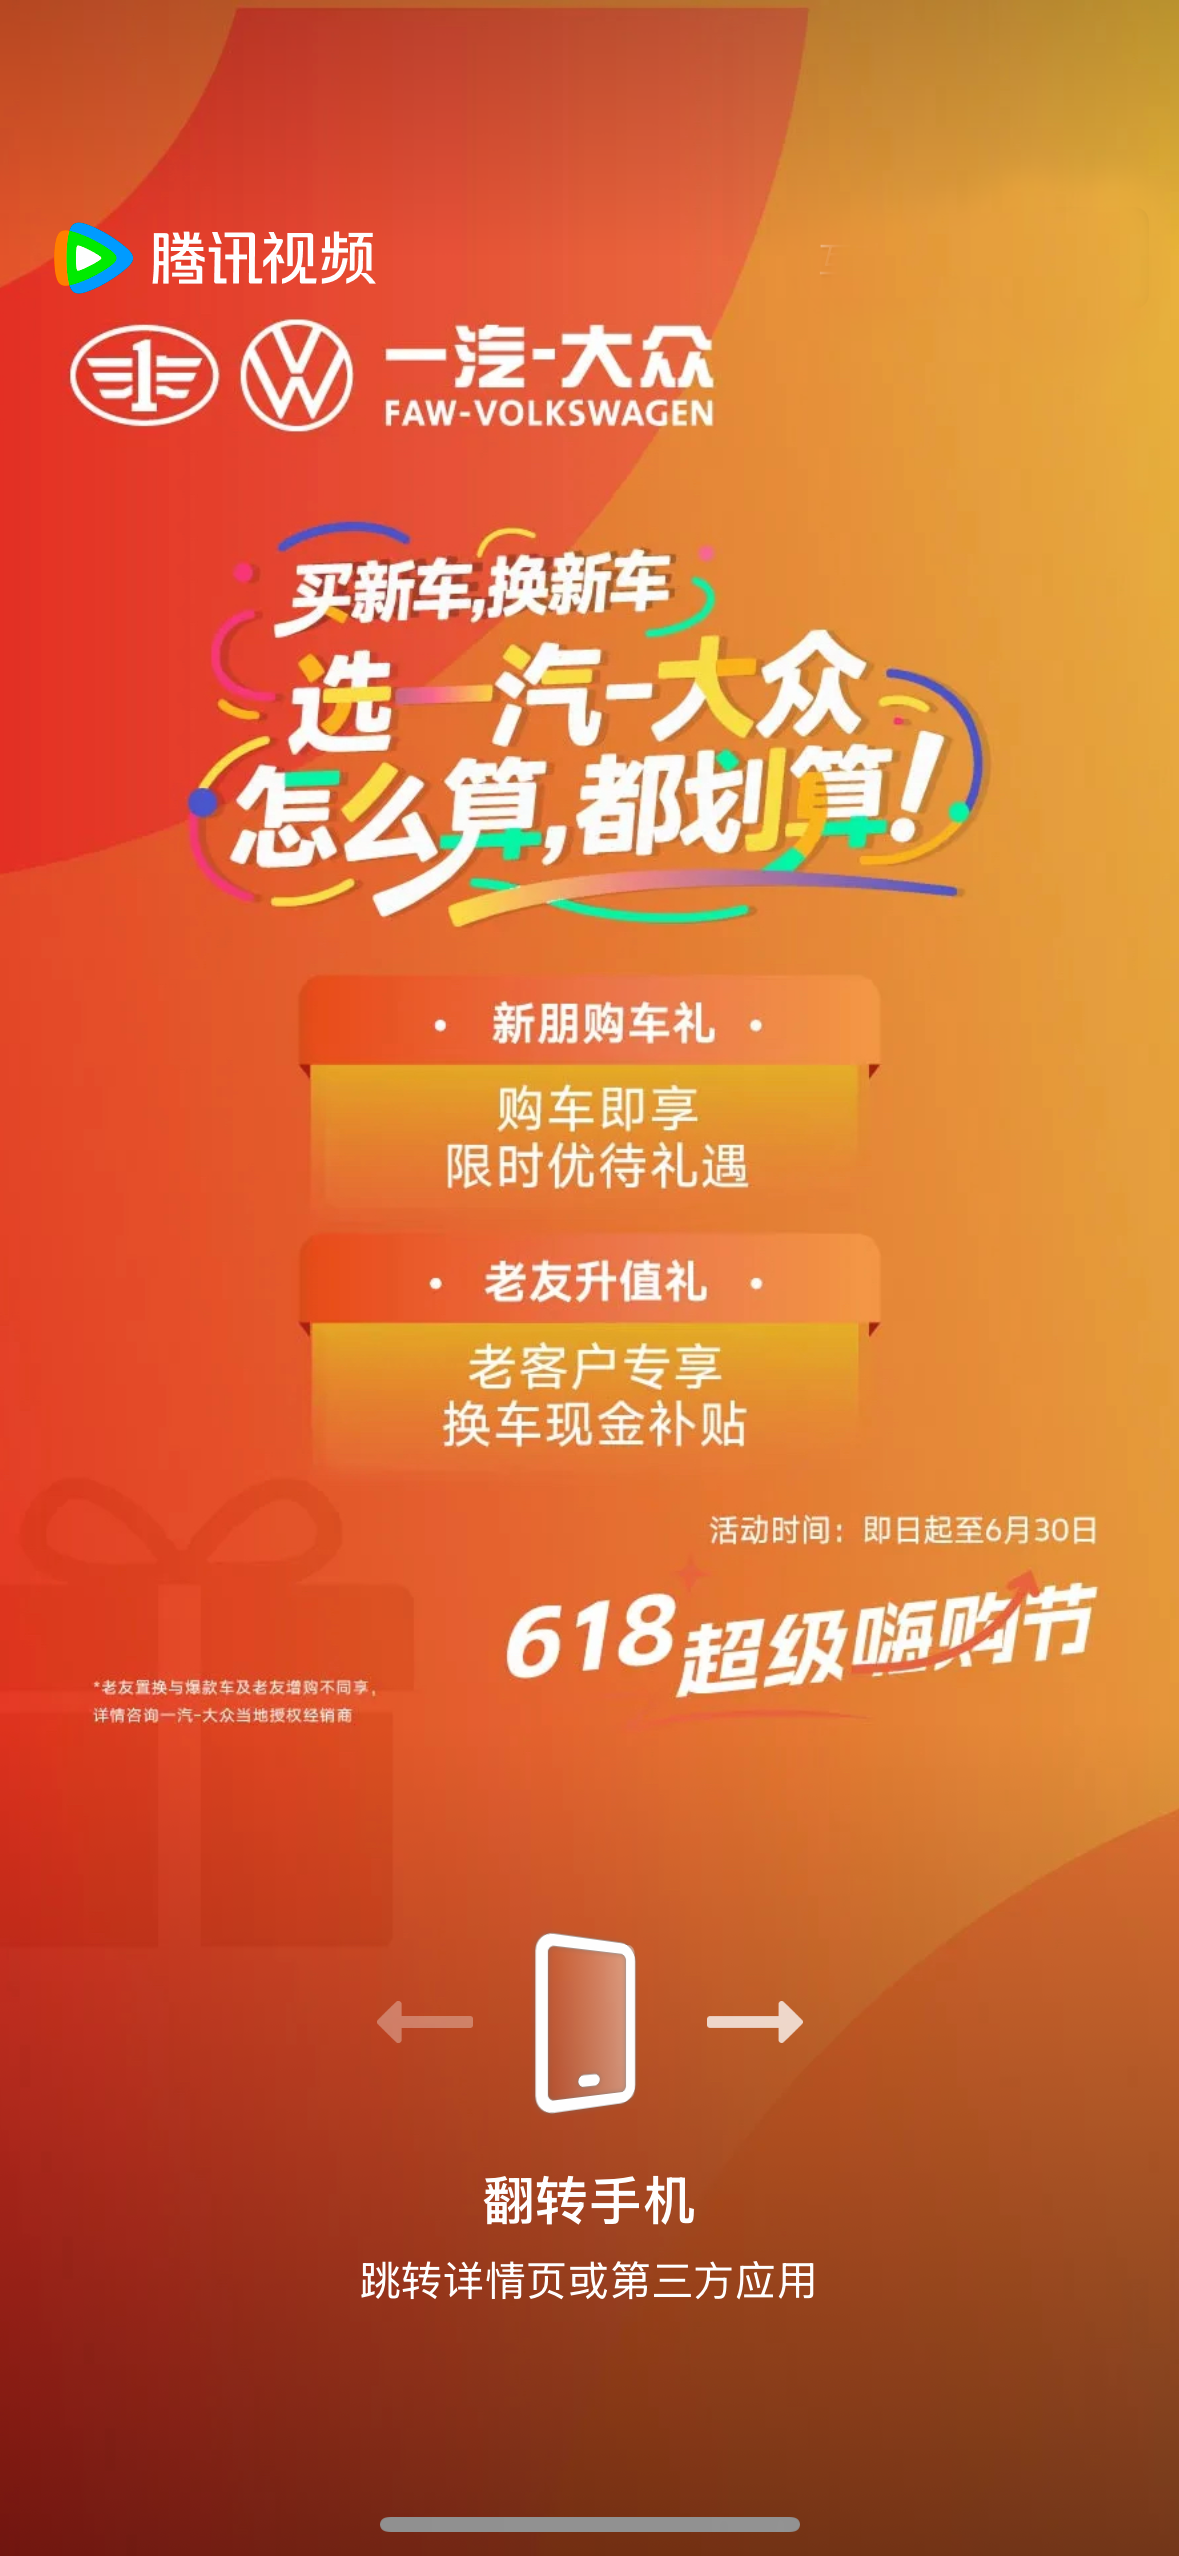 腾讯视频
一汽-大众
FAW-VOLKSWAGEN
买新车,换新车
选一汽-大众
怎么算,都划算!
• 新朋购车礼 •
购车即享
限时优待礼遇
• 老友升值礼 •
老客户专享
换车现金补贴
活动时间：即日起至6月30日
618超级嗨购节
*老友置换与爆款车及老友增购不同享，
详情咨询一汽-大众当地授权经销商
翻转手机
跳转详情页或第三方应用